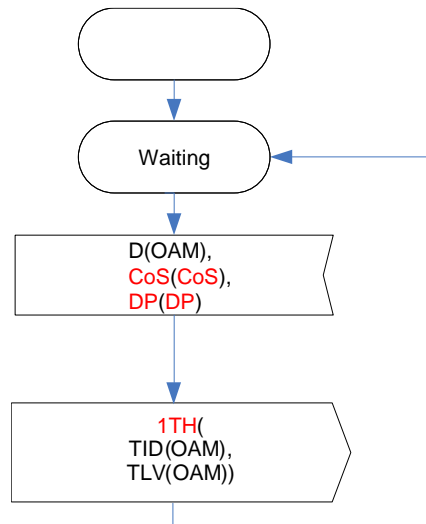 Waiting
D(OAM),
CoS(CoS),
DP(DP)
1TH(
TID(OAM),
TLV(OAM))